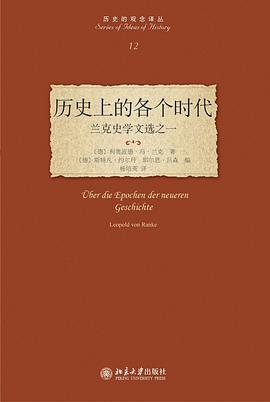 历史的观念译丛
Series of Ideas of History
12
历史上的各个时代
兰克史学文选之一
［德］利奥波德·冯·兰克 著
［德］斯特凡·约尔丹 耶尔恩·吕森 编
杨培英 译
Über die Epochen der neueren
Geschichte
Leopold von Ranke
北京大学出版社
PEKING UNIVERSITY PRESS